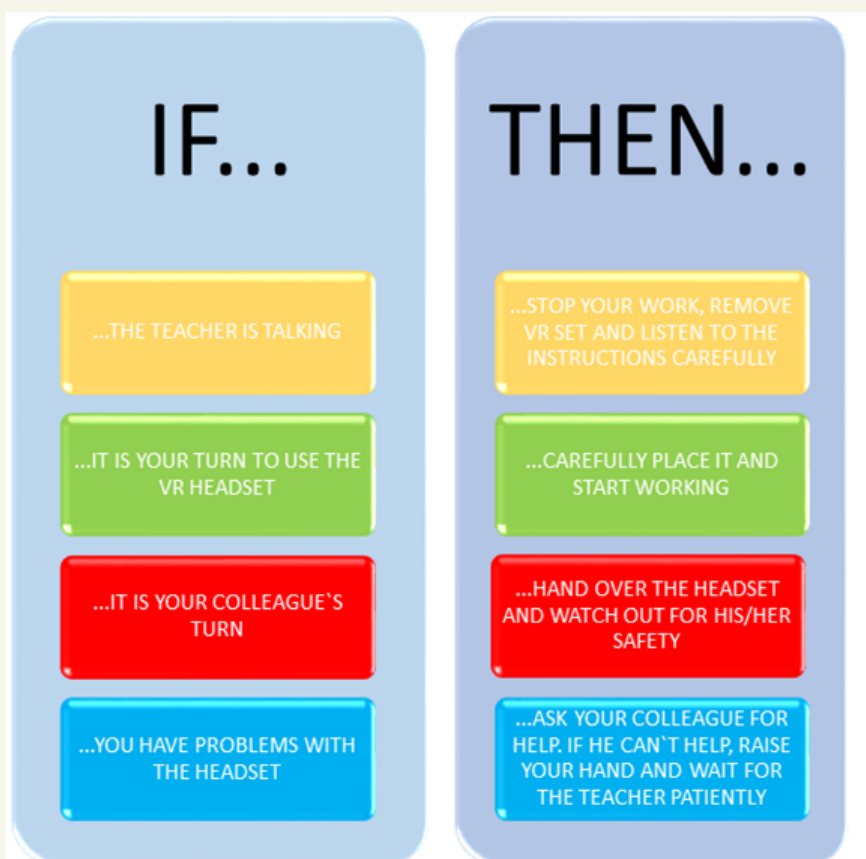 IF...
THEN...
...THE TEACHER IS TALKING
...STOP YOUR WORK, REMOVE
VR SET AND LISTEN TO THE
INSTRUCTIONS CAREFULLY
...IT IS YOUR TURN TO USE THE
VR HEADSET
...CAREFULLY PLACE IT AND
START WORKING
...IT IS YOUR COLLEAGUE`S
TURN
...HAND OVER THE HEADSET
AND WATCH OUT FOR HIS/HER
SAFETY
...YOU HAVE PROBLEMS WITH
THE HEADSET
...ASK YOUR COLLEAGUE FOR
HELP. IF HE CAN`T HELP, RAISE
YOUR HAND AND WAIT FOR
THE TEACHER PATIENTLY